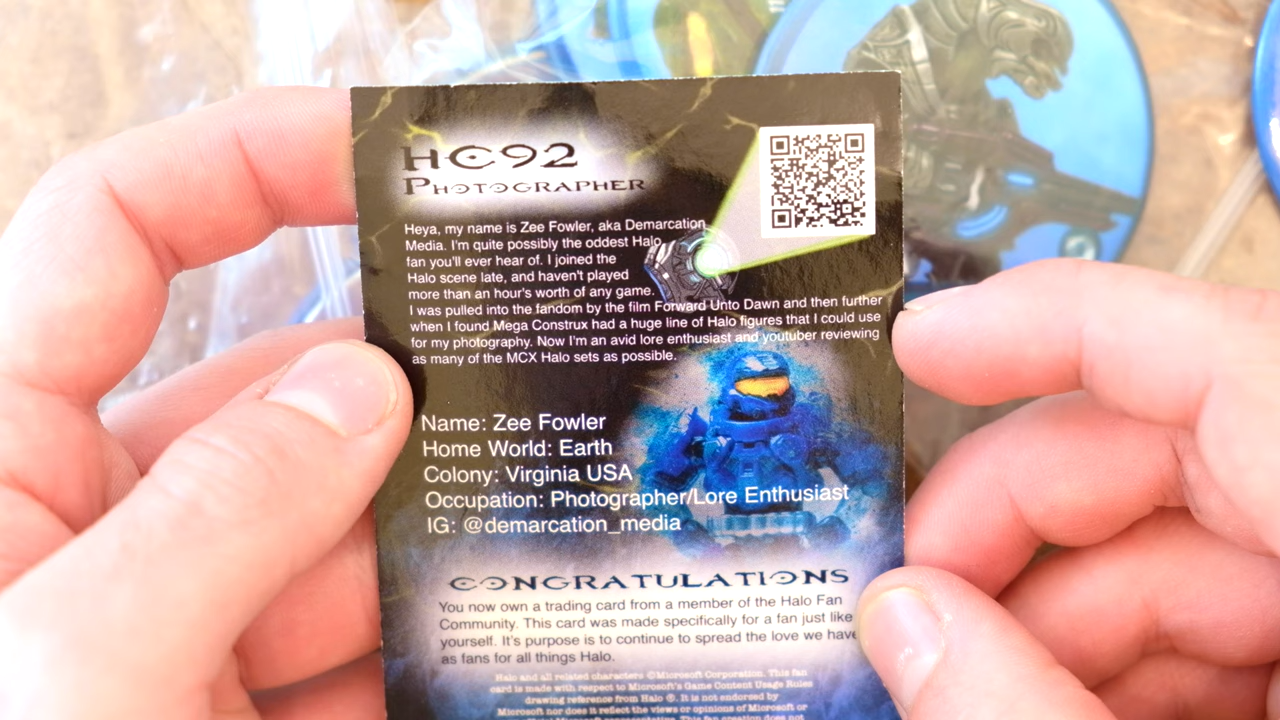 HC92
PHOTOGRAPHER
Heya, my name is Zee Fowler, aka Demarcation
Media. I'm quite possibly the oddest Halo
fan you'll ever hear of. I joined the
Halo scene late, and haven't played
more than an hour's worth of any game.
I was pulled into the fandom by the film Forward Unto Dawn and then further
when I found Mega Construx had a huge line of Halo figures that I could use
for my photography. Now I'm an avid lore enthusiast and youtuber reviewing
as many of the MCX Halo sets as possible.
Name: Zee Fowler
Home World: Earth
Colony: Virginia USA
Occupation: Photographer/Lore Enthusiast
IG: @demarcation_media
CONGRATULATIONS
You now own a trading card from a member of the Halo Fan
Community. This card was made specifically for a fan just like
yourself. It's purpose is to continue to spread the love we have
as fans for all things Halo.
Halo and all related characters ©Microsoft Corporation. This fan
card is made with respect to Microsoft's Game Content Usage Rules
drawing reference from Halo ®. It is not endorsed by
Microsoft nor does it reflect the views or opinions of Microsoft or